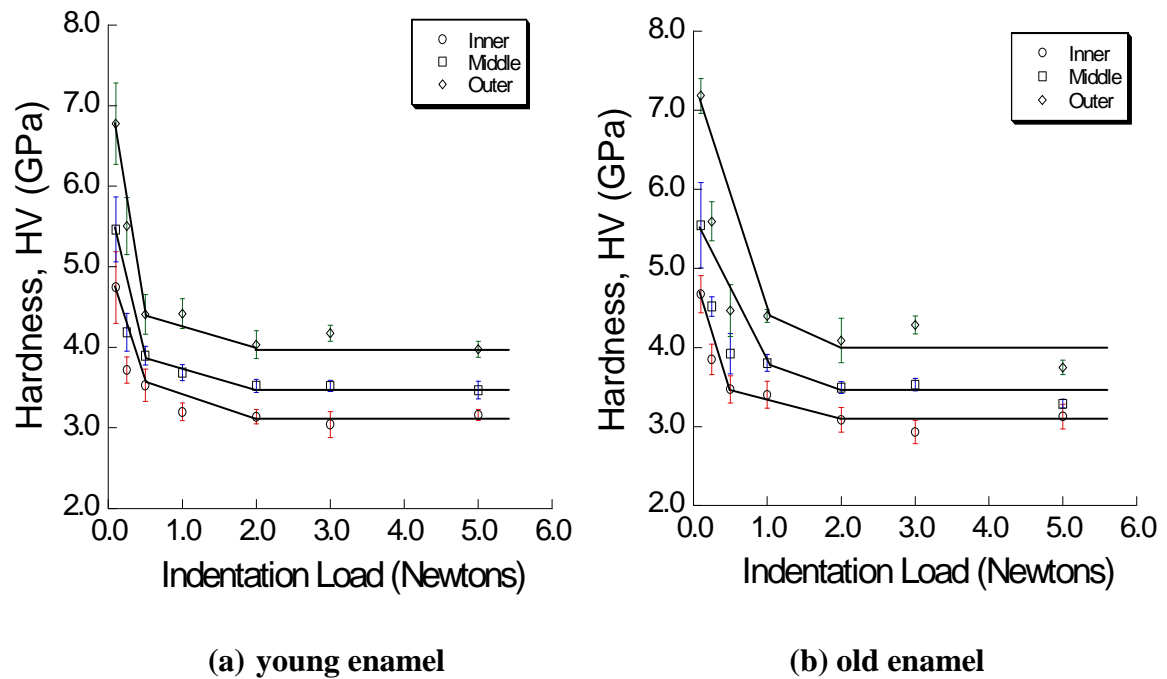 8.0
7.0
6.0
5.0
4.0
3.0
2.0
Hardness, HV (GPa)
Inner
Middle
Outer
0.0 1.0 2.0 3.0 4.0 5.0 6.0
Indentation Load (Newtons)
(a) young enamel
8.0
7.0
6.0
5.0
4.0
3.0
2.0
Hardness, HV (GPa)
Inner
Middle
Outer
0.0 1.0 2.0 3.0 4.0 5.0 6.0
Indentation Load (Newtons)
(b) old enamel